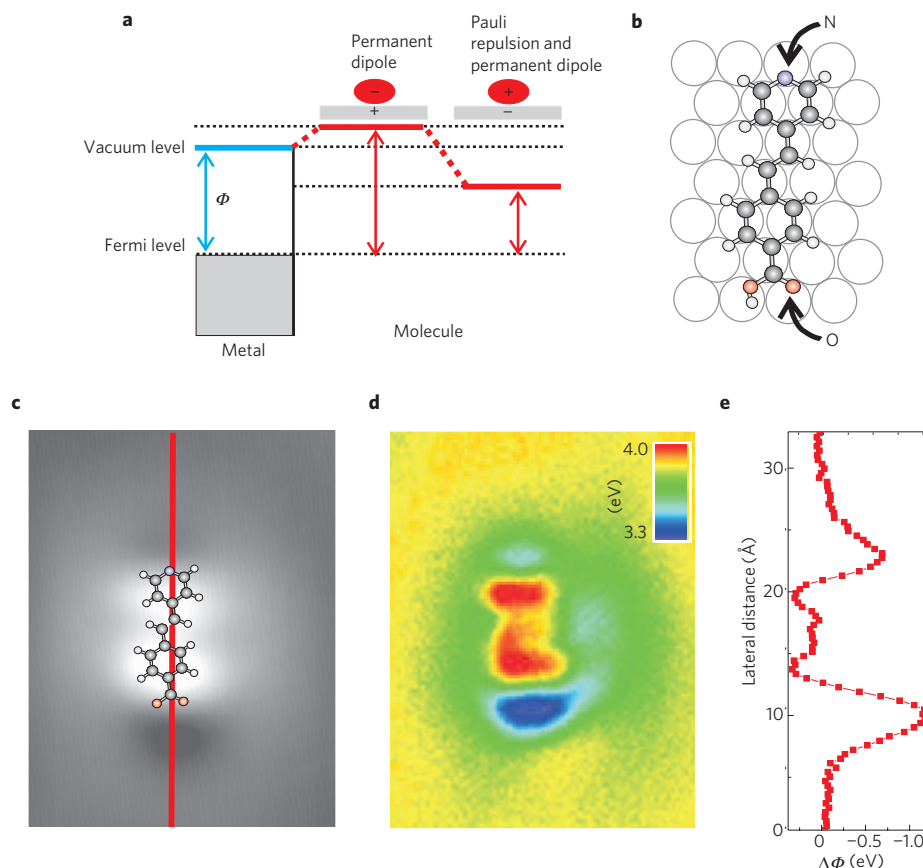 a
Permanent
dipole
Pauli
repulsion and
permanent dipole
−
+
+
−
Vacuum level
Φ
Fermi level
Metal
Molecule
b
N
O
c
d
4.0
(eV)
3.3
e
30
20
10
0
Lateral distance (Å)
0 −0.5 −1.0
ΛΦ (eV)